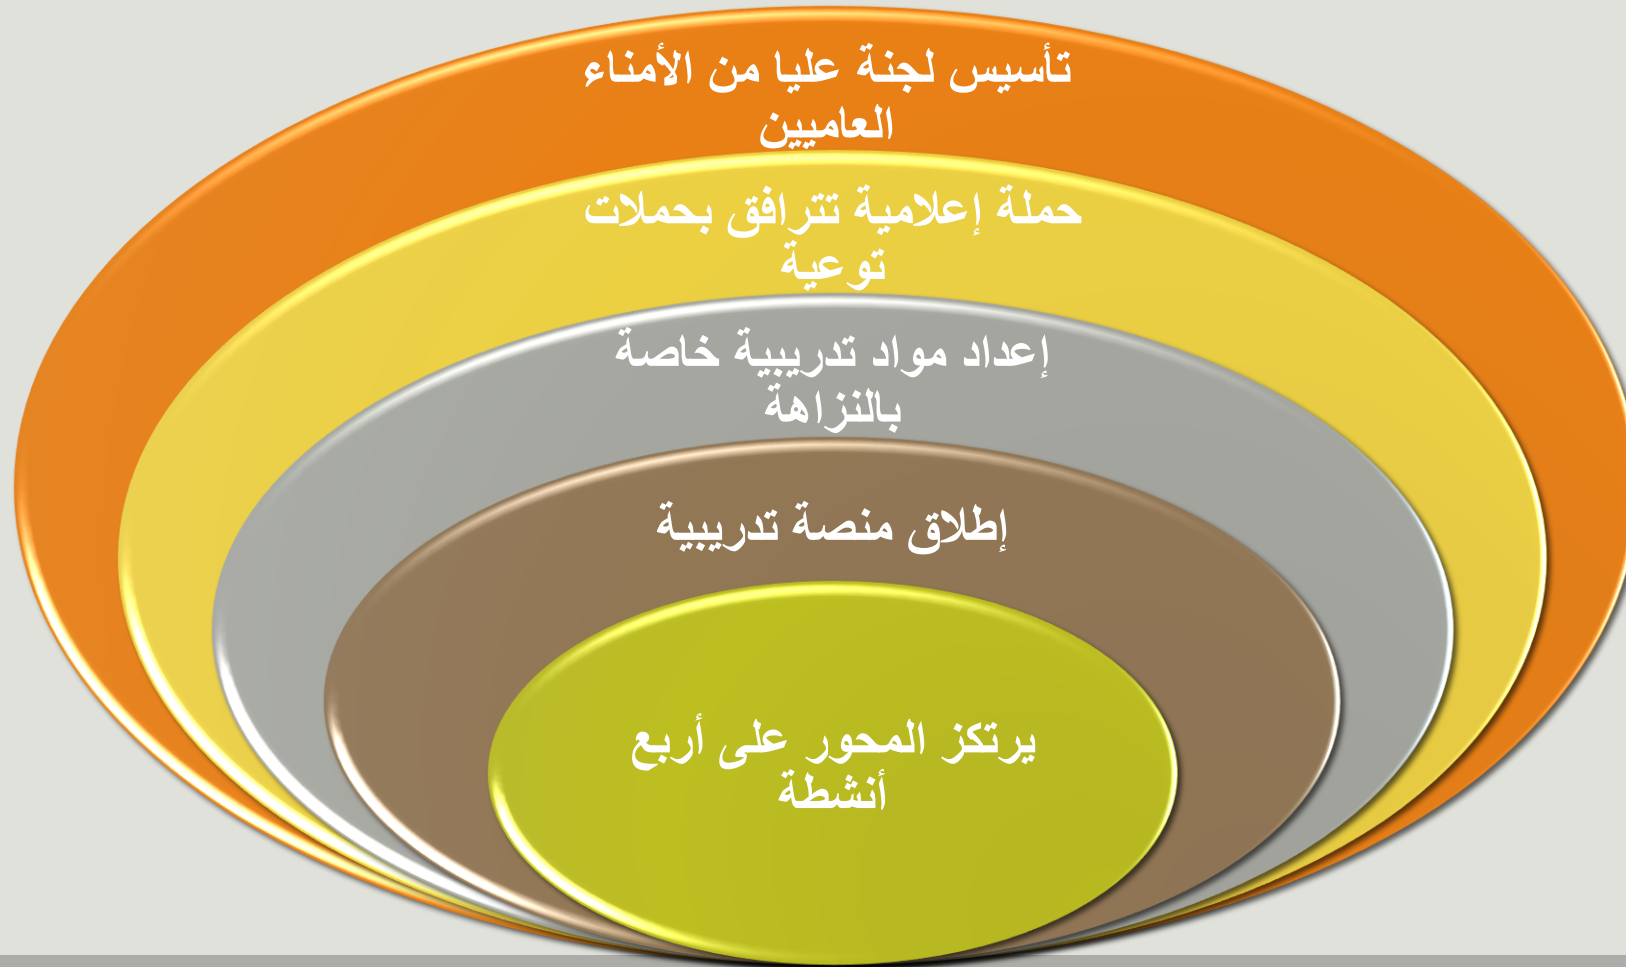 تأسيس لجنة عليا من الأمناء
العاميين
حملة إعلامية تترافق بحملات
توعية
إعداد مواد تدريبية خاصة
بالنزاهة
إطلاق منصة تدريبية
يرتكز المحور على أربع
أنشطة